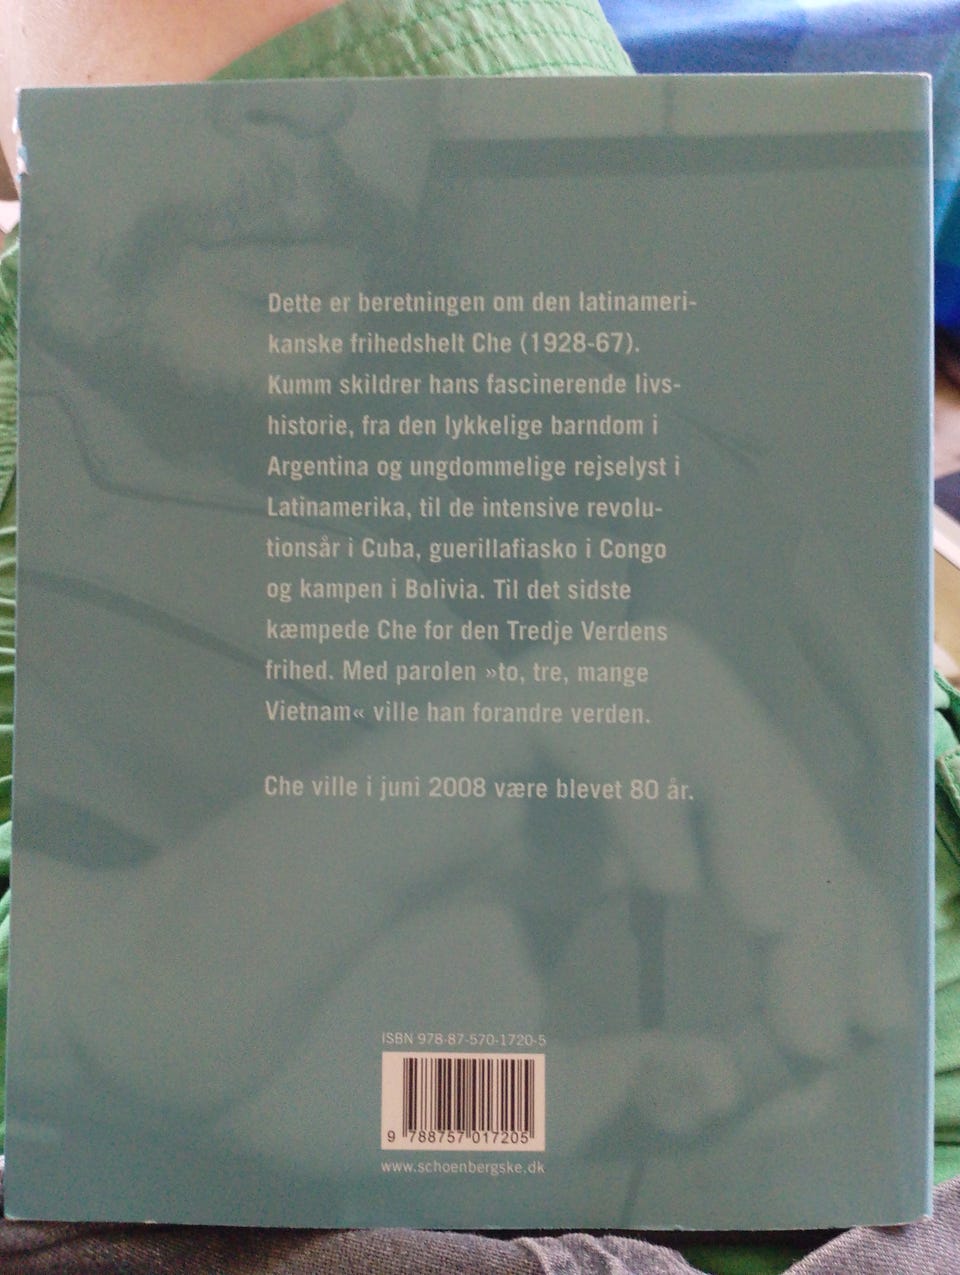 Dette er beretningen om den latinameri-
kanske frihedshelt Che (1928-67).
Kumm skildrer hans fascinerende livs-
historie, fra den lykkelige barndom i
Argentina og ungdommelige rejselyst i
Latinamerika, til de intensive revolu-
tionsår i Cuba, guerillafiasko i Congo
og kampen i Bolivia. Til det sidste
kæmpede Che for den Tredje Verdens
frihed. Med parolen »to, tre, mange
Vietnam« ville han forandre verden.
Che ville i juni 2008 være blevet 80 år.
ISBN 978-87-570-1720-5
9 788757 017205
www.schoenbergske.dk